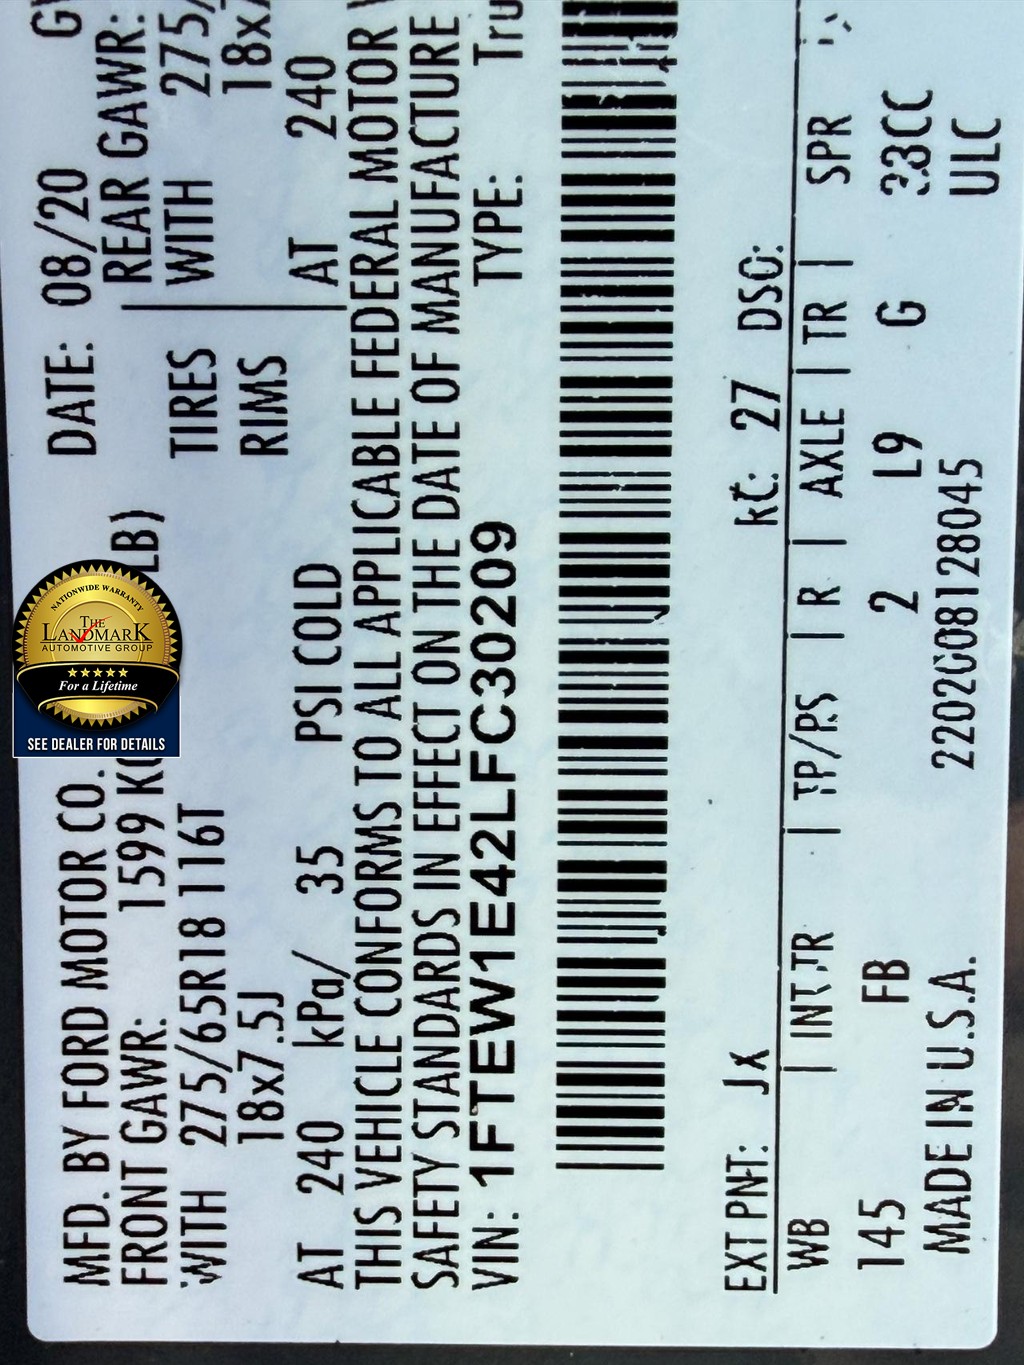 MFD. BY FORD MOTOR CO.
DATE: 08/20
FRONT GAWR: 1599 LB)
REAR GAWR:
WITH 275/65R18 116T
TIRES
WITH 275/
18x7.5J
RIMS
18x7
AT 240 kPa/ 35 PSI COLD
AT 240
THIS VEHICLE CONFORMS TO ALL APPLICABLE FEDERAL MOTOR
SAFETY STANDARDS IN EFFECT ON THE DATE OF MANUFACTURE
VIN: 1FTEW1E42LFC30209
TYPE: Tru
EXT PNT: JX
RC: 27 DSO:
WB | INT TR | TP/PS | R | AXLE | TR | SPR
145 FB 2 L9 G
MADE IN U.S.A.
ULC
NATIONWIDE WARRANTY
THE
LANDMARK
AUTOMOTIVE GROUP
For a Lifetime
SEE DEALER FOR DETAILS